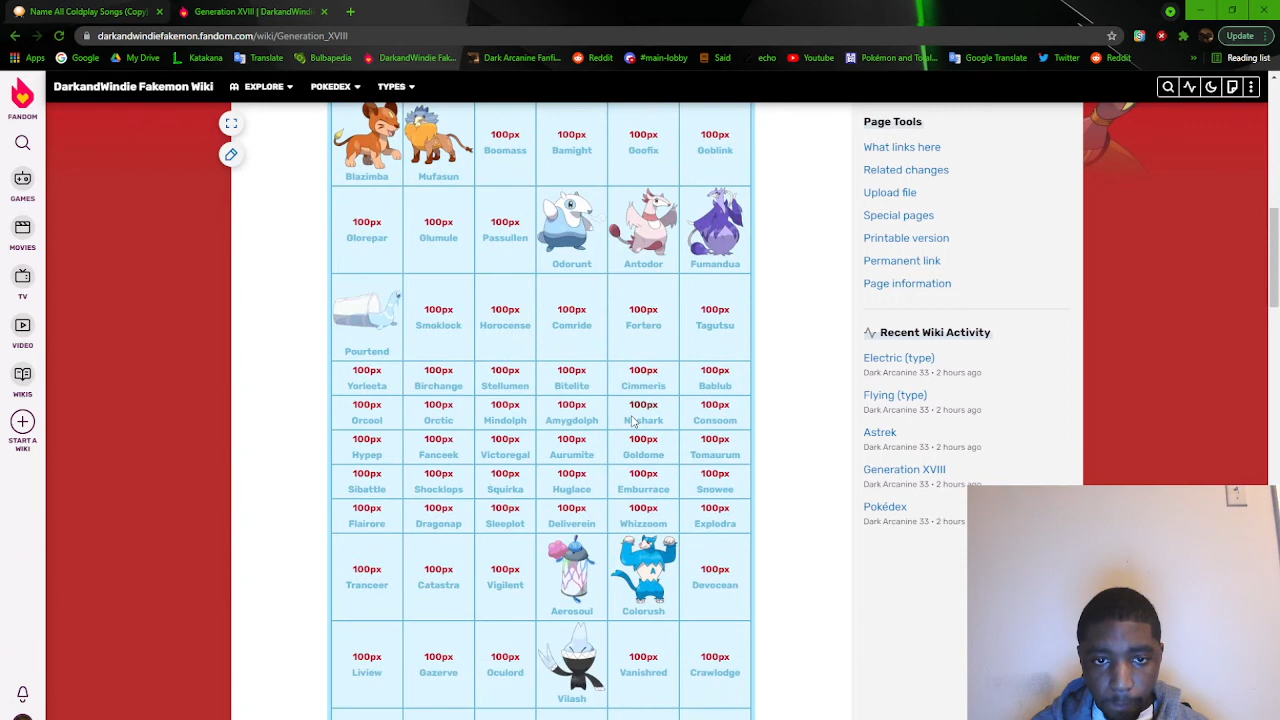 Name All Coldplay Songs (Copy)
Generation XVIII | DarkandWindi
darkandwindiefakemon.fandom.com/wiki/Generation_XVIII
Update
Apps Google My Drive Katakana Translate Bulbapedia DarkandWindie Fak... Dark Arcanine Fanfi... Reddit #main-lobby Said echo YouTube Pokémon and Total... Google Translate Twitter Reddit » Reading list
FANDOM
GAMES
MOVIES
TV
VIDEO
WIKIS
START A
WIKI
DarkandWindie Fakemon Wiki EXPLORE POKEDEX TYPES
100px 100px 100px 100px
Blazimba Mufasun Boomass Bamight Goofix Goblink
100px 100px 100px
Glorepar Glumule Passuilen Odorunt Antodor Fumandua
100px 100px 100px 100px 100px
Pourtend Smoklock Horocense Comride Fortero Tagutsu
100px 100px 100px 100px 100px 100px
Yorleeta Birchange Stellumen Bitelite Cimmeris Bablub
100px 100px 100px 100px 100px 100px
Orcool Orctic Mindolph Amygdolph Consoom
100px 100px 100px 100px 100px 100px
Hypep Fanceek Victoregal Aurumite Goldome Tomaurum
100px 100px 100px 100px 100px 100px
Sibattle Shocklops Squirka Huglace Emburrace Snowee
100px 100px 100px 100px 100px 100px
Flairore Dragonap Sleeplot Deliverein Whizzoom Explodra
100px 100px 100px 100px
Tranceer Catastra Vigilent Aerosoul Colorush Devocean
100px 100px 100px 100px 100px
Liview Gazerve Oculord Vilash Vanishred Crawlodge
Page Tools
What links here
Related changes
Upload file
Special pages
Printable version
Permanent link
Page information
Recent Wiki Activity
Electric (type)
Dark Arcanine 33 • 2 hours ago
Flying (type)
Dark Arcanine 33 • 2 hours ago
Astrek
Dark Arcanine 33 • 2 hours ago
Generation XVIII
Dark Arcanine 33 • 2 hours ago
Pokédex
Dark Arcanine 33 • 2 hours